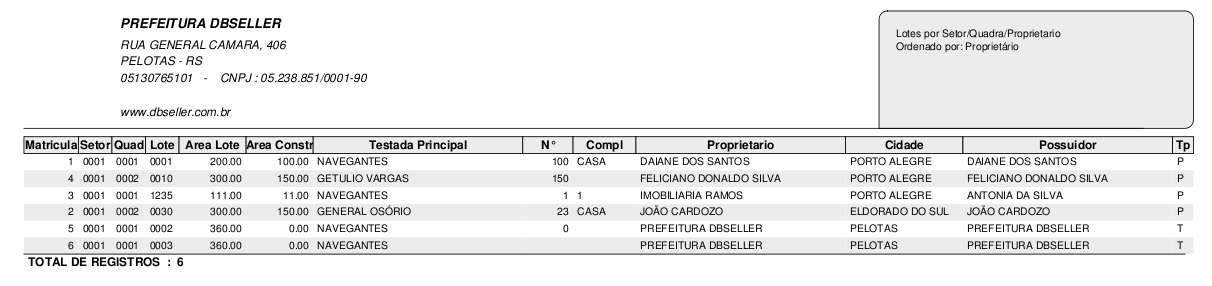 PREFEITURA DBSELLER
RUA GENERAL CAMARA, 406
PELOTAS - RS
05130765101 - CNPJ : 05.238.851/0001-90
www.dbseller.com.br
Lotes por Setor/Quadra/Proprietario
Ordenado por: Proprietário
Matricula Setor Quad Lote Area Lote Area Constr Testada Principal N° Compl Proprietario Cidade Possuidor Tp
1 0001 0001 0001 200.00 100.00 NAVEGANTES 100 CASA DAIANE DOS SANTOS PORTO ALEGRE DAIANE DOS SANTOS P
4 0001 0002 0010 300.00 150.00 GETULIO VARGAS 150 FELICIANO DONALDO SILVA PORTO ALEGRE FELICIANO DONALDO SILVA P
3 0001 0001 1235 111.00 11.00 NAVEGANTES 1 1 IMOBILIARIA RAMOS PORTO ALEGRE ANTONIA DA SILVA P
2 0001 0002 0030 300.00 150.00 GENERAL OSÓRIO 23 CASA JOÃO CARDOZO ELDORADO DO SUL JOÃO CARDOZO P
5 0001 0001 0002 360.00 0.00 NAVEGANTES 0 PREFEITURA DBSELLER PELOTAS PREFEITURA DBSELLER T
6 0001 0001 0003 360.00 0.00 NAVEGANTES PREFEITURA DBSELLER PELOTAS PREFEITURA DBSELLER T
TOTAL DE REGISTROS : 6